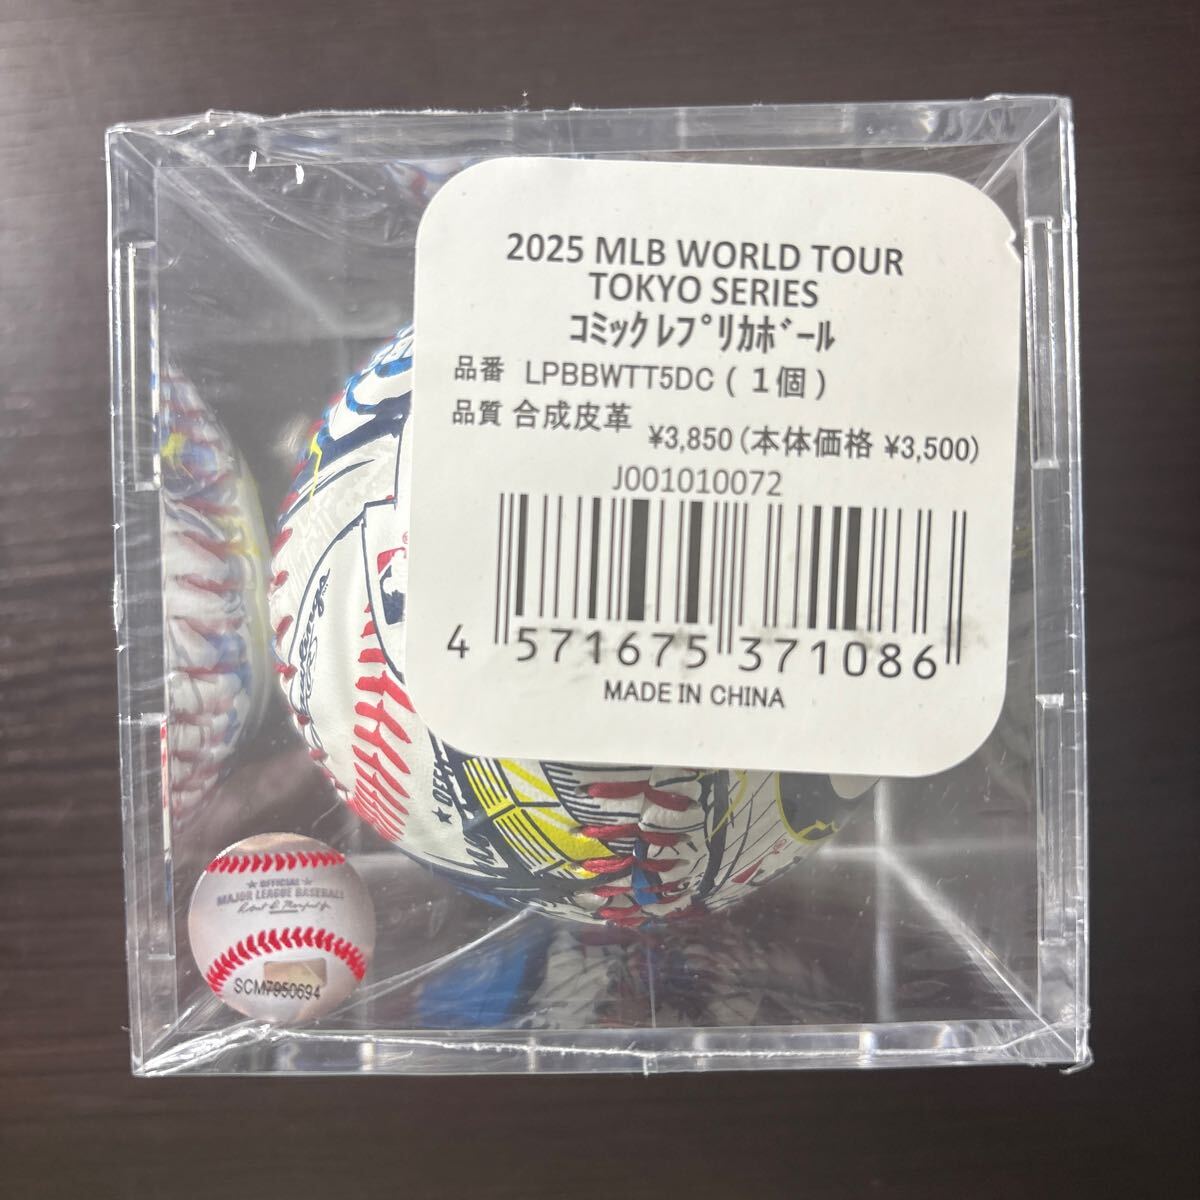 2025 MLB WORLD TOUR
TOKYO SERIES
コミックレプリカボール
品番 LPBBWTT5DC(1個)
品質 合成皮革 ¥3,850(本体価格 ¥3,500)
J001010072
4 571675 371086
MADE IN CHINA
★ OFFICIAL ★
MAJOR LEAGUE BASEBALL
SCM7950694